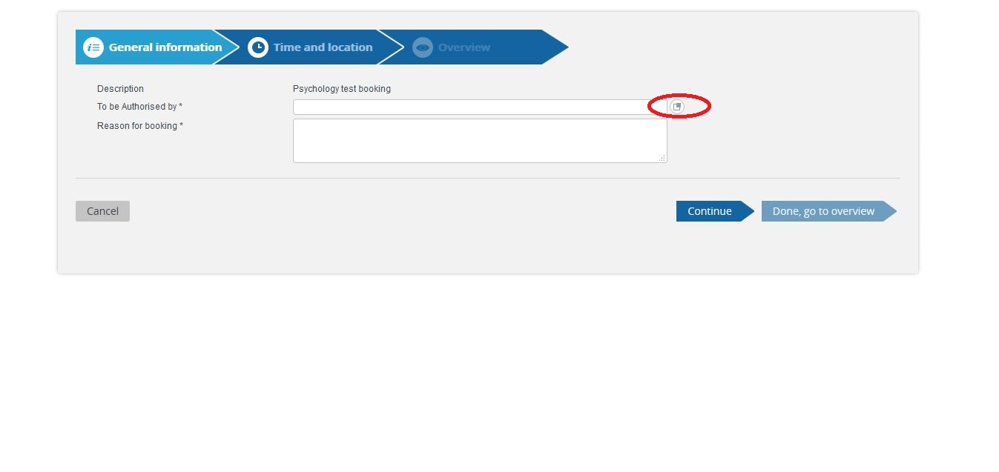 General information
Time and location
Overview
Description
Psychology test booking
To be Authorised by *
Reason for booking *
Cancel
Continue
Done, go to overview